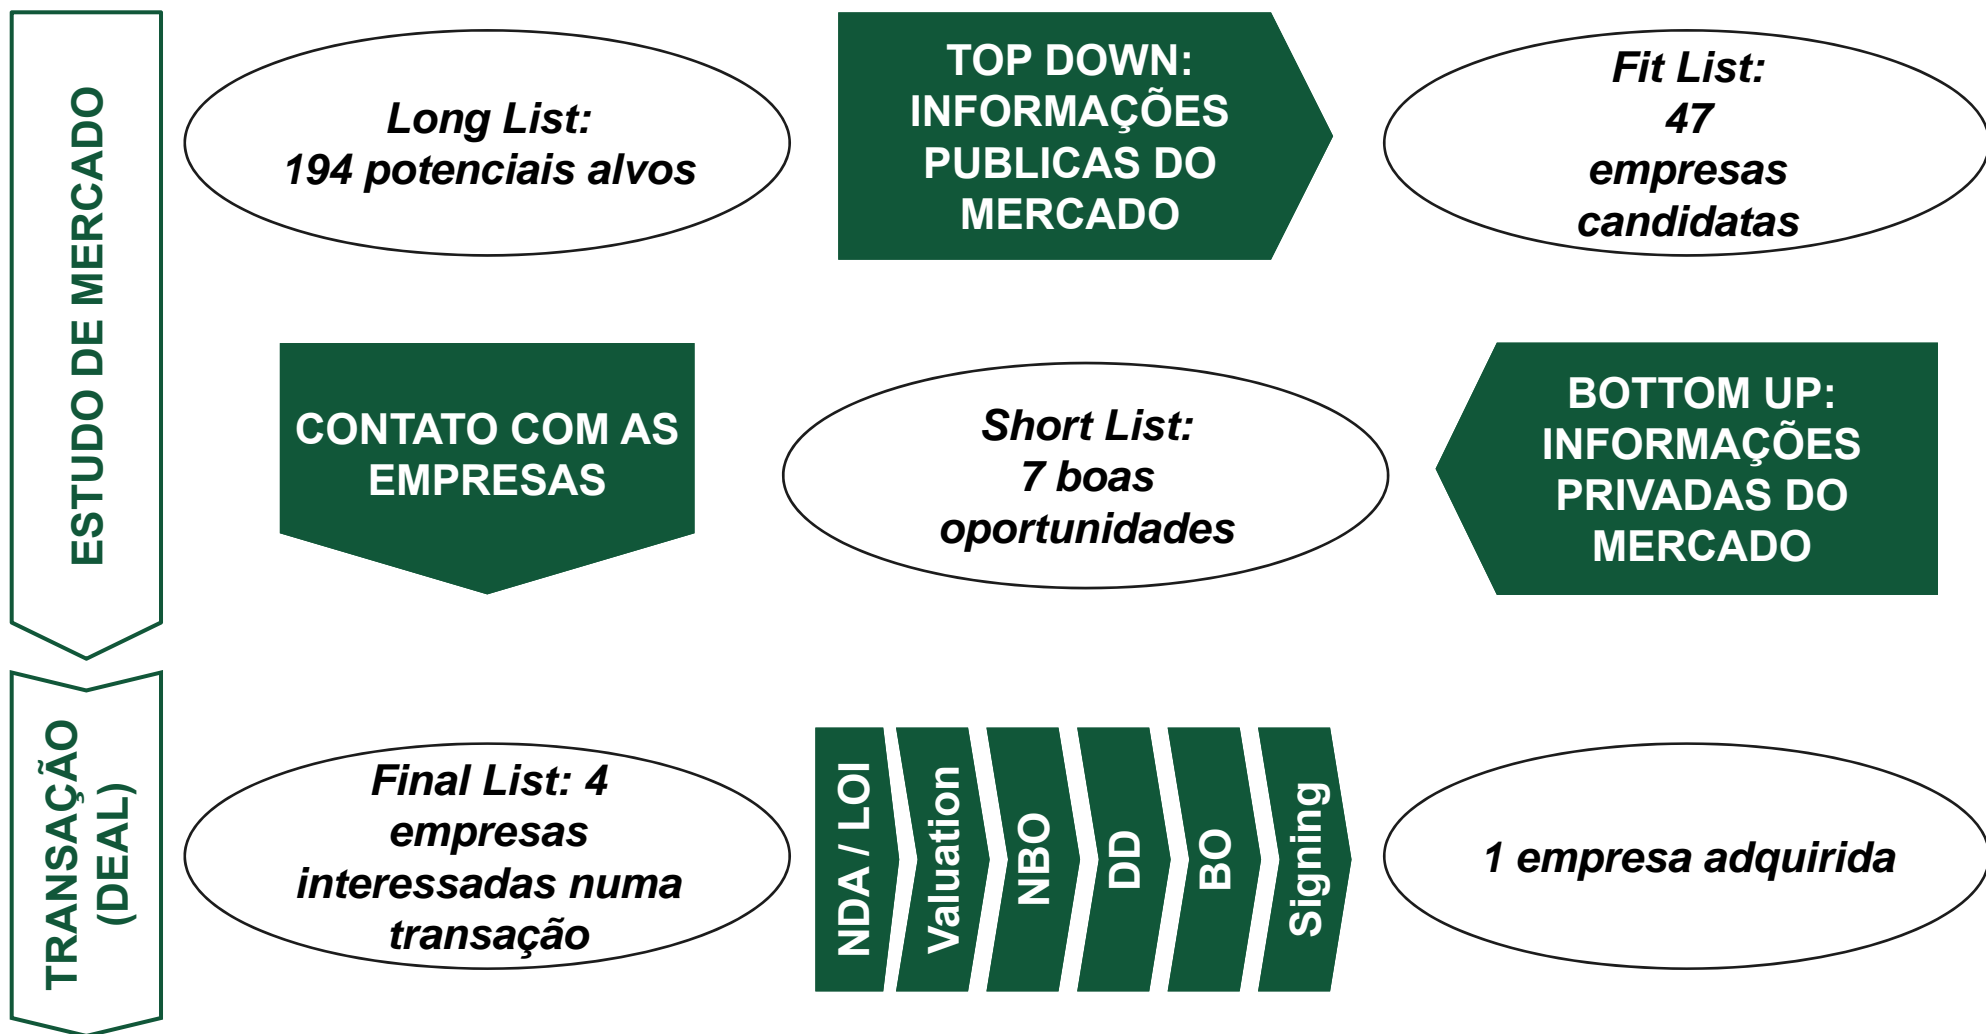 ESTUDO DE MERCADO
Long List:
194 potenciais alvos
TOP DOWN:
INFORMAÇÕES
PUBLICAS DO
MERCADO
Fit List:
47
empresas
candidatas
BOTTOM UP:
INFORMAÇÕES
PRIVADAS DO
MERCADO
Short List:
7 boas
oportunidades
CONTATO COM AS
EMPRESAS
TRANSAÇÃO
(DEAL)
Final List: 4
empresas
interessadas numa
transação
NDA / LOI
Valuation
NBO
DD
BO
Signing
1 empresa adquirida